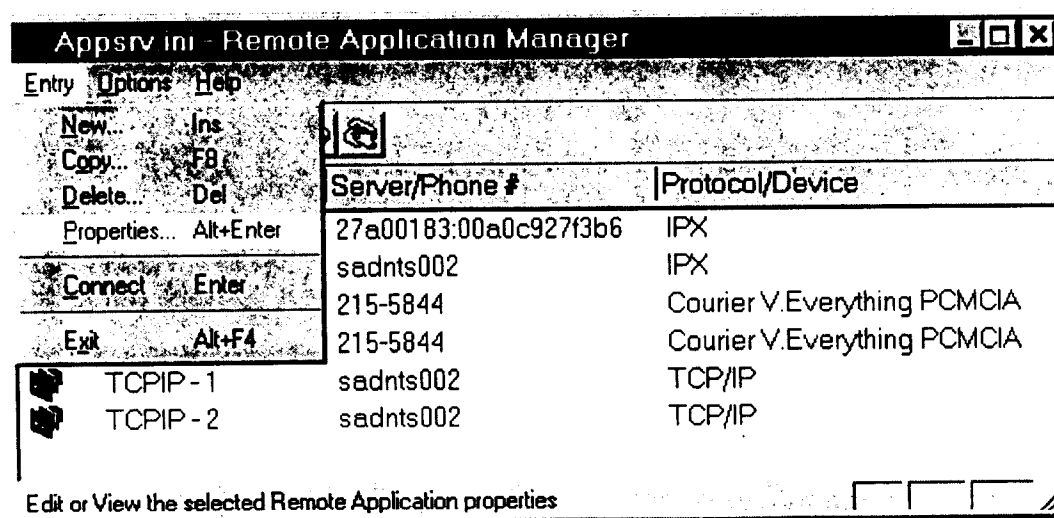 Appsrv.ini - Remote Application Manager
Entry Options Help
New... Ins
Copy... F8
Delete... Del
Properties... Alt+Enter
Connect Enter
Exit Alt+F4
Server/Phone # Protocol/Device
27a00183:00a0c927f3b6 IPX
sadnts002 IPX
215-5844 Courier V.Everything PCMCIA
215-5844 Courier V.Everything PCMCIA
TCPIP - 1 sadnts002 TCP/IP
TCPIP - 2 sadnts002 TCP/IP
Edit or View the selected Remote Application properties